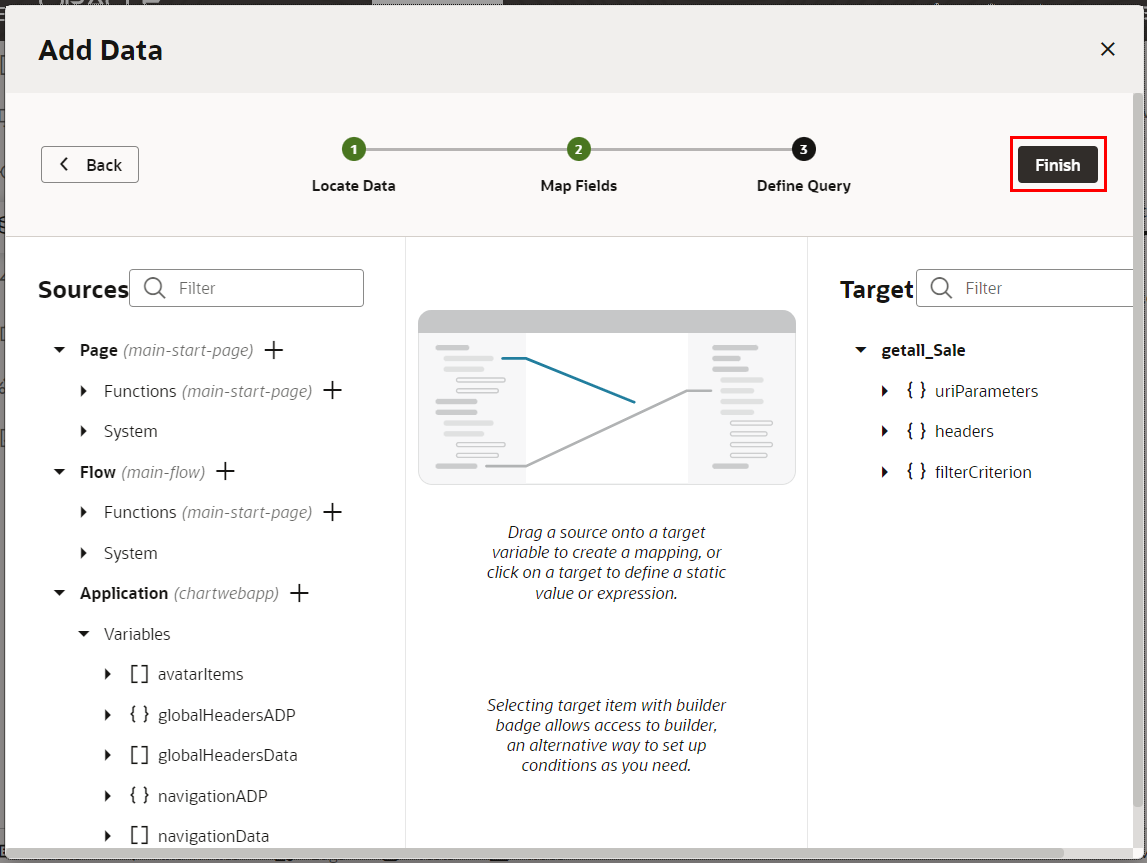 Add Data
Back
1
2
3
Locate Data
Map Fields
Define Query
Finish
Sources
Filter
Page (main-start-page)
Functions (main-start-page)
System
Flow (main-flow)
Functions (main-start-page)
System
Application (chartwebapp)
Variables
[ ] avatarItems
{ } globalHeadersADP
[ ] globalHeadersData
{ } navigationADP
[ ] navigationData
Drag a source onto a target
variable to create a mapping, or
click on a target to define a static
value or expression.
Selecting target item with builder
badge allows access to builder,
an alternative way to set up
conditions as you need.
Target
Filter
getall_Sale
{ } uriParameters
{ } headers
{ } filterCriterion